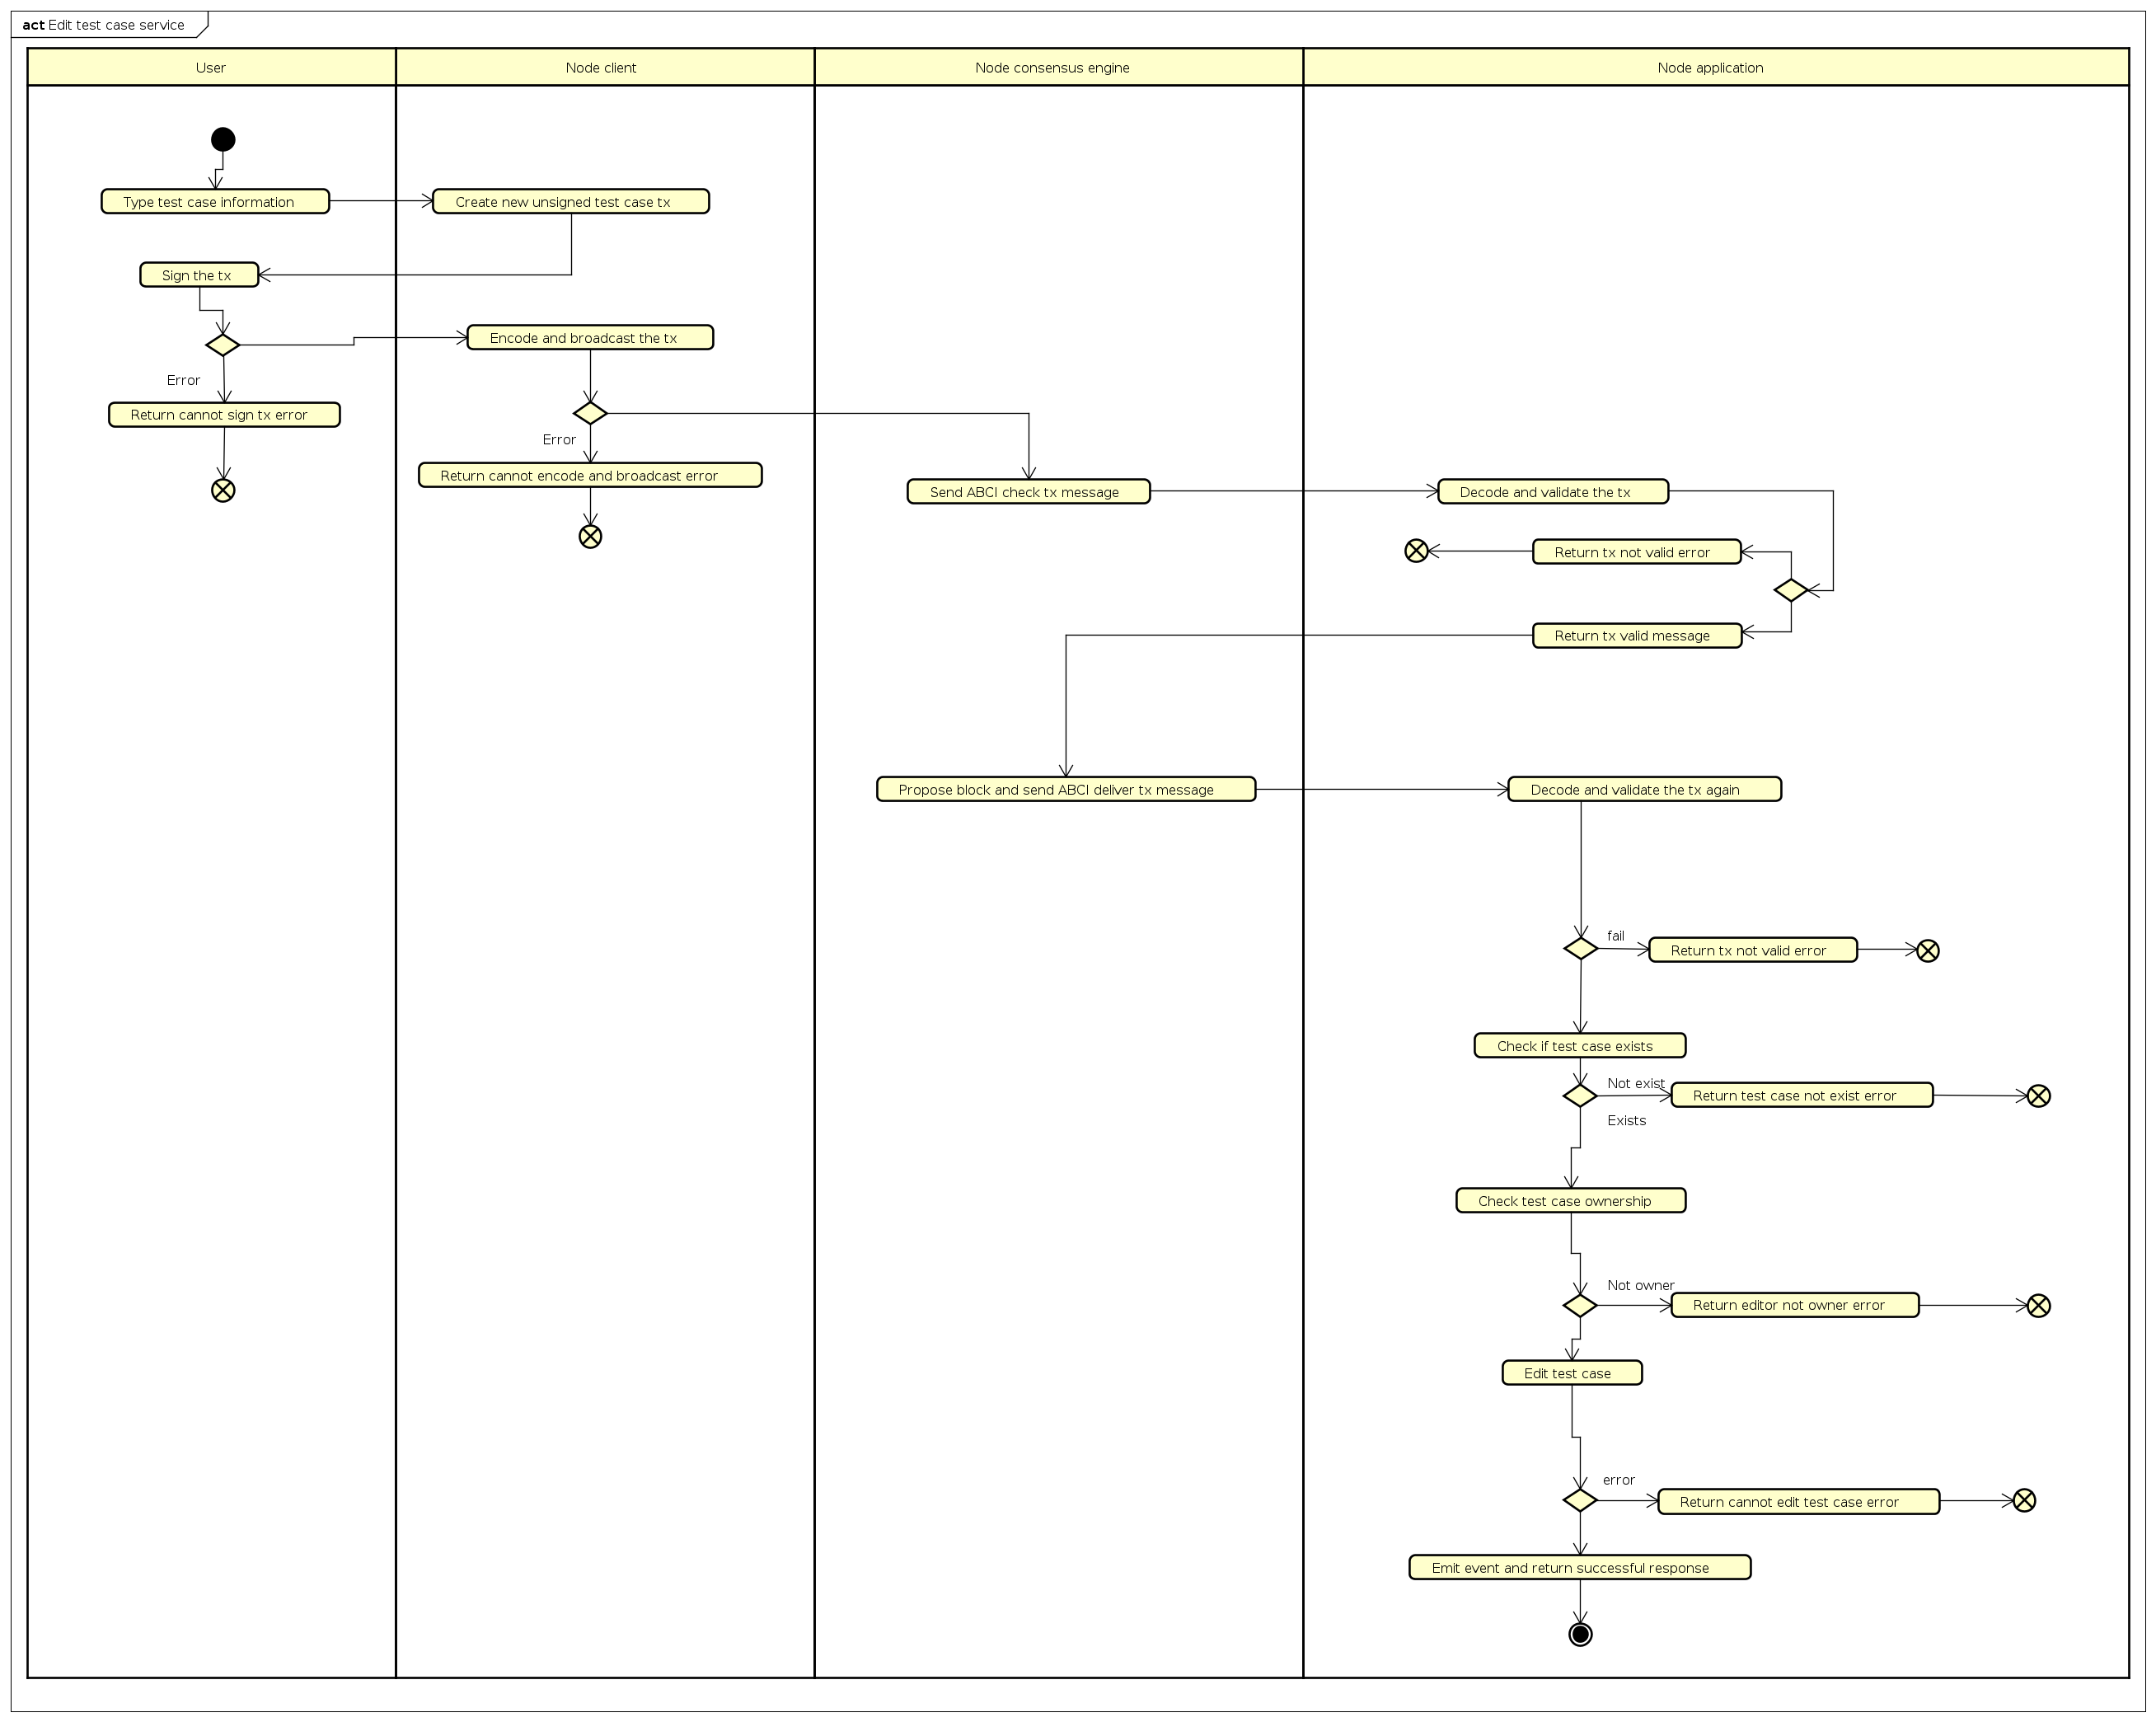 act Edit test case service
User
Node client
Node consensus engine
Node application
Type test case information
Create new unsigned test case tx
Sign the tx
Encode and broadcast the tx
Error
Return cannot sign tx error
Error
Return cannot encode and broadcast error
Send ABCI check tx message
Decode and validate the tx
Return tx not valid error
Return tx valid message
Propose block and send ABCI deliver tx message
Decode and validate the tx again
fail
Return tx not valid error
Check if test case exists
Not exist
Return test case not exist error
Exists
Check test case ownership
Not owner
Return editor not owner error
Edit test case
error
Return cannot edit test case error
Emit event and return successful response